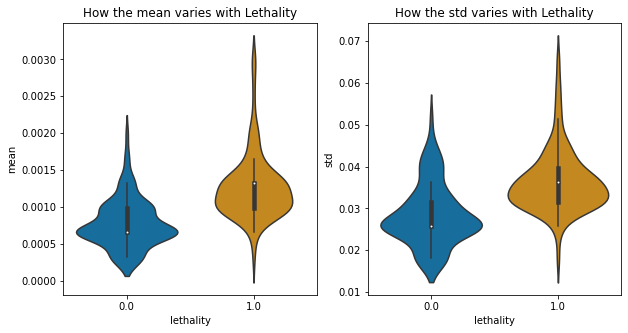 How the mean varies with Lethality
mean
0.0030
0.0025
0.0020
0.0015
0.0010
0.0005
0.0000
0.0 1.0
lethality
How the std varies with Lethality
std
0.07
0.06
0.05
0.04
0.03
0.02
0.01
0.0 1.0
lethality